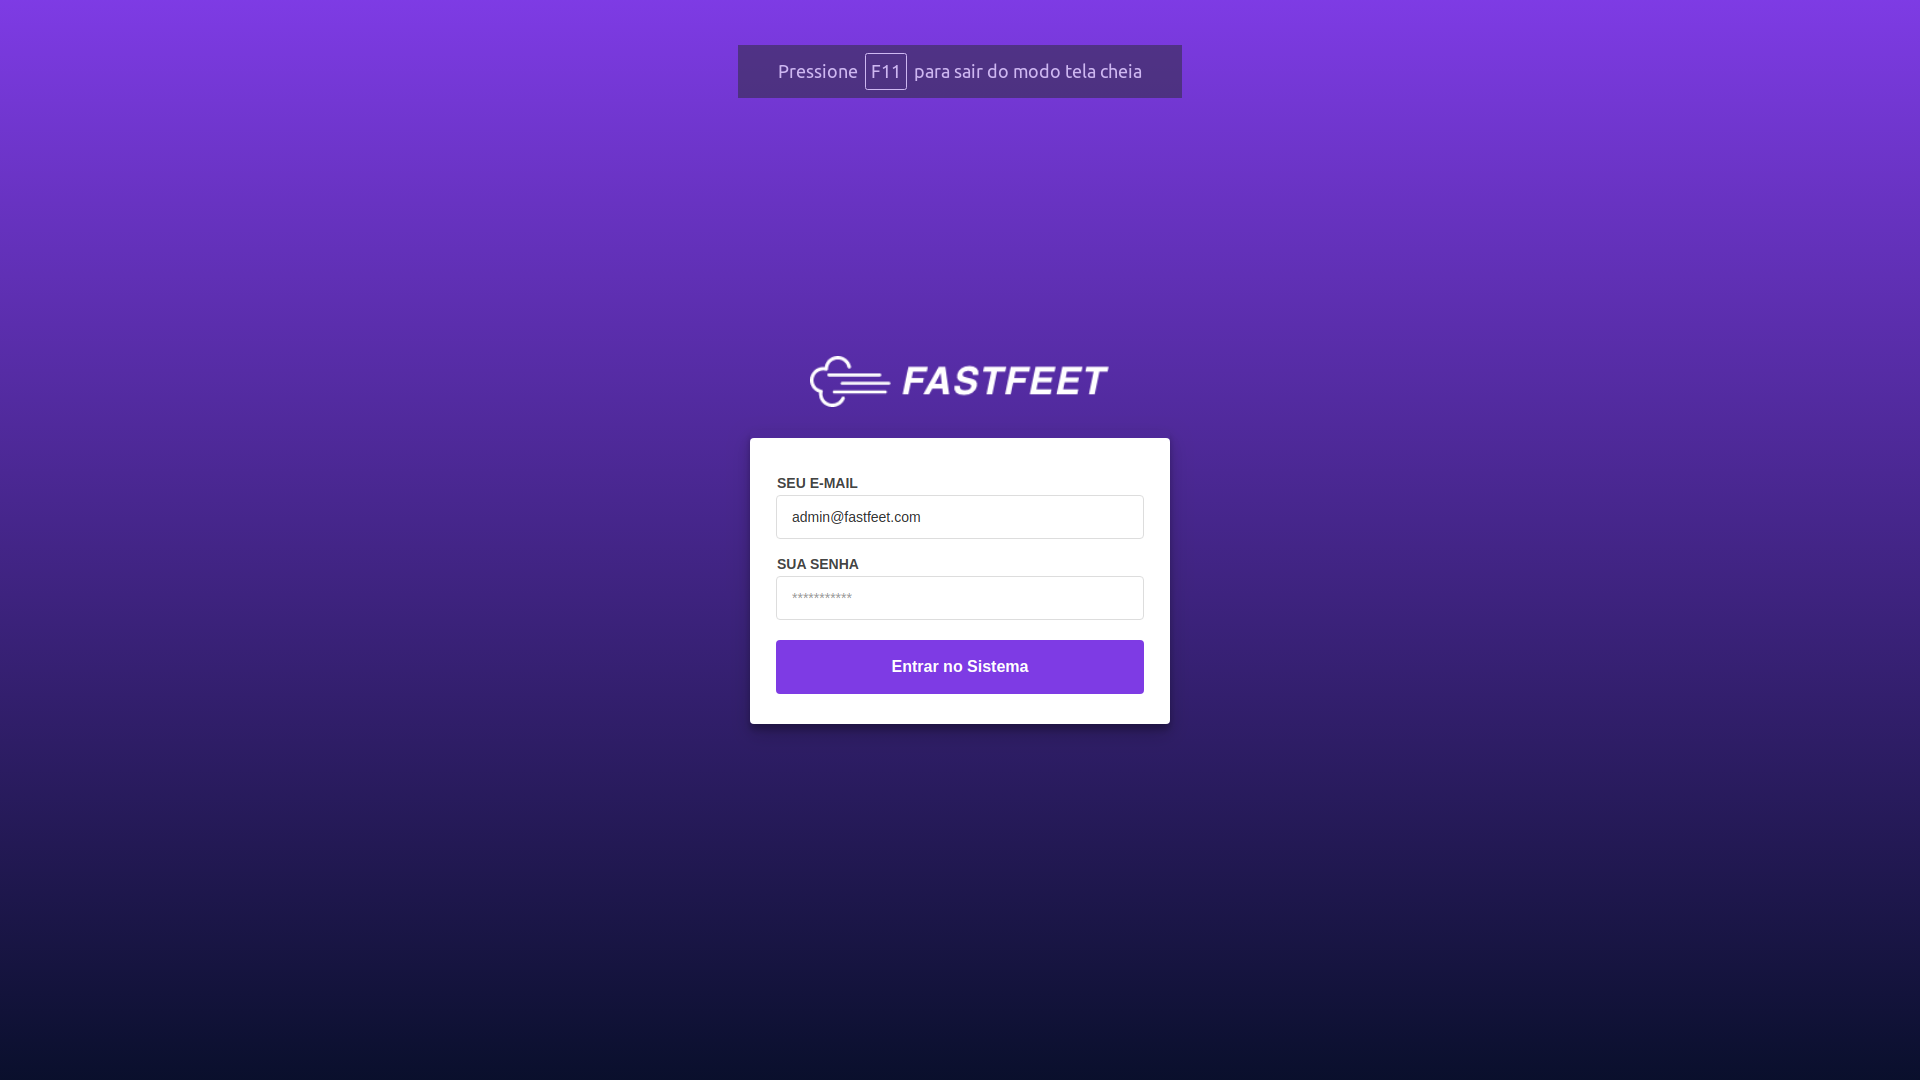 Pressione F11 para sair do modo tela cheia
FASTFEET
SEU E-MAIL
admin@fastfeet.com
SUA SENHA
***********
Entrar no Sistema